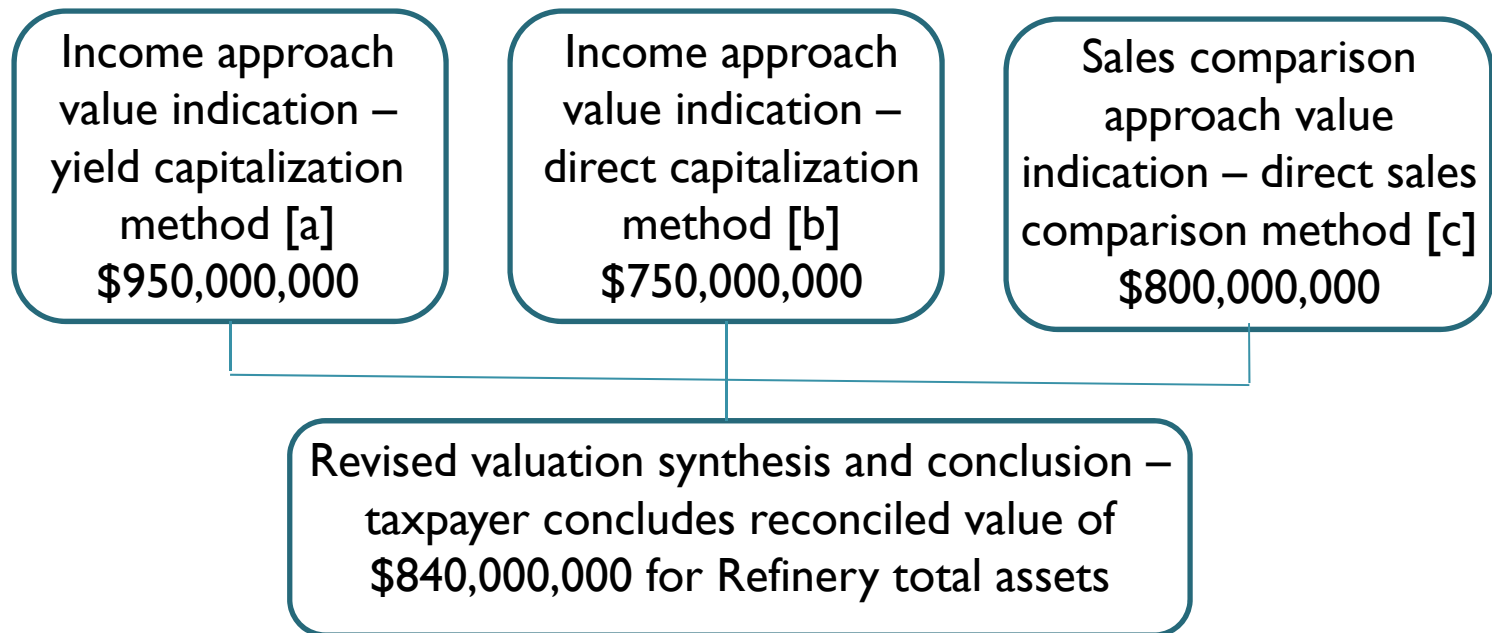 Income approach
value indication –
yield capitalization
method [a]
$950,000,000
Income approach
value indication –
direct capitalization
method [b]
$750,000,000
Sales comparison
approach value
indication – direct sales
comparison method [c]
$800,000,000
Revised valuation synthesis and conclusion –
taxpayer concludes reconciled value of
$840,000,000 for Refinery total assets